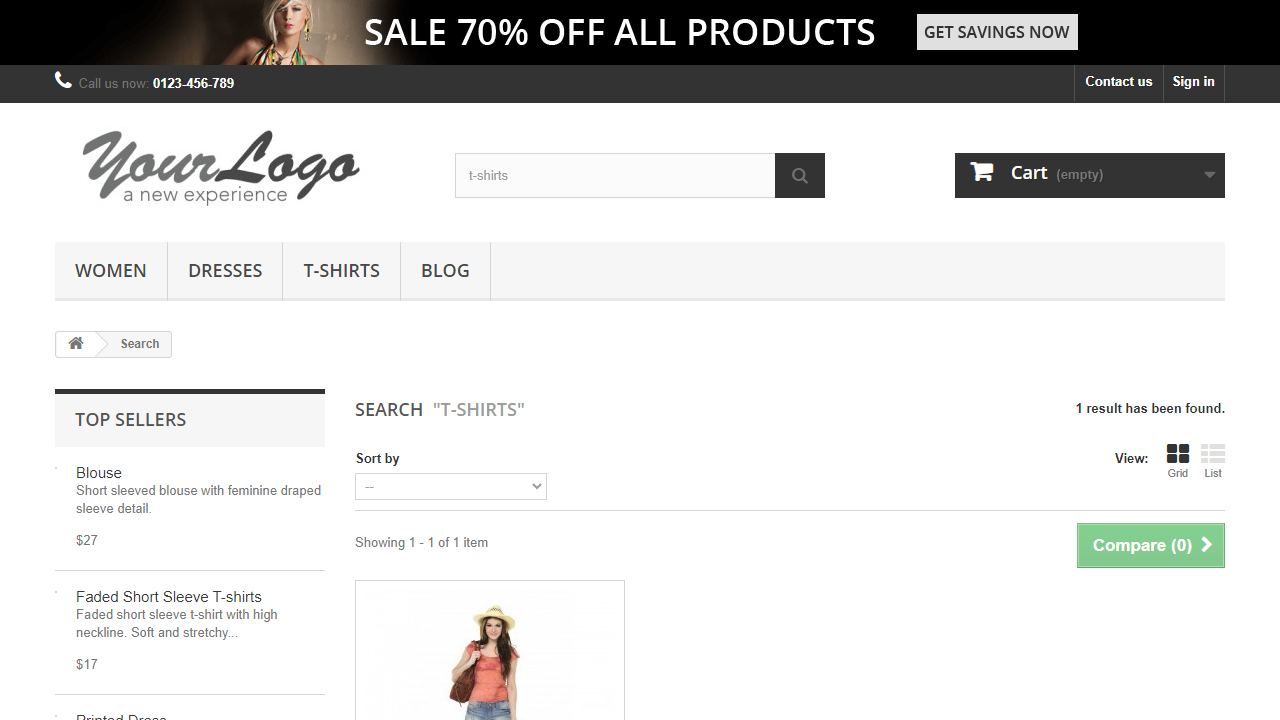 SALE 70% OFF ALL PRODUCTS
GET SAVINGS NOW
Call us now: 0123-456-789
Contact us
Sign in
YourLogo
a new experience
t-shirts
Cart (empty)
WOMEN
DRESSES
T-SHIRTS
BLOG
Search
TOP SELLERS
Blouse
Short sleeved blouse with feminine draped
sleeve detail.
$27
Faded Short Sleeve T-shirts
Faded short sleeve t-shirt with high
neckline. Soft and stretchy...
$17
Printed Dress
SEARCH "T-SHIRTS"
1 result has been found.
Sort by
--
View:
Grid
List
Showing 1 - 1 of 1 item
Compare (0)